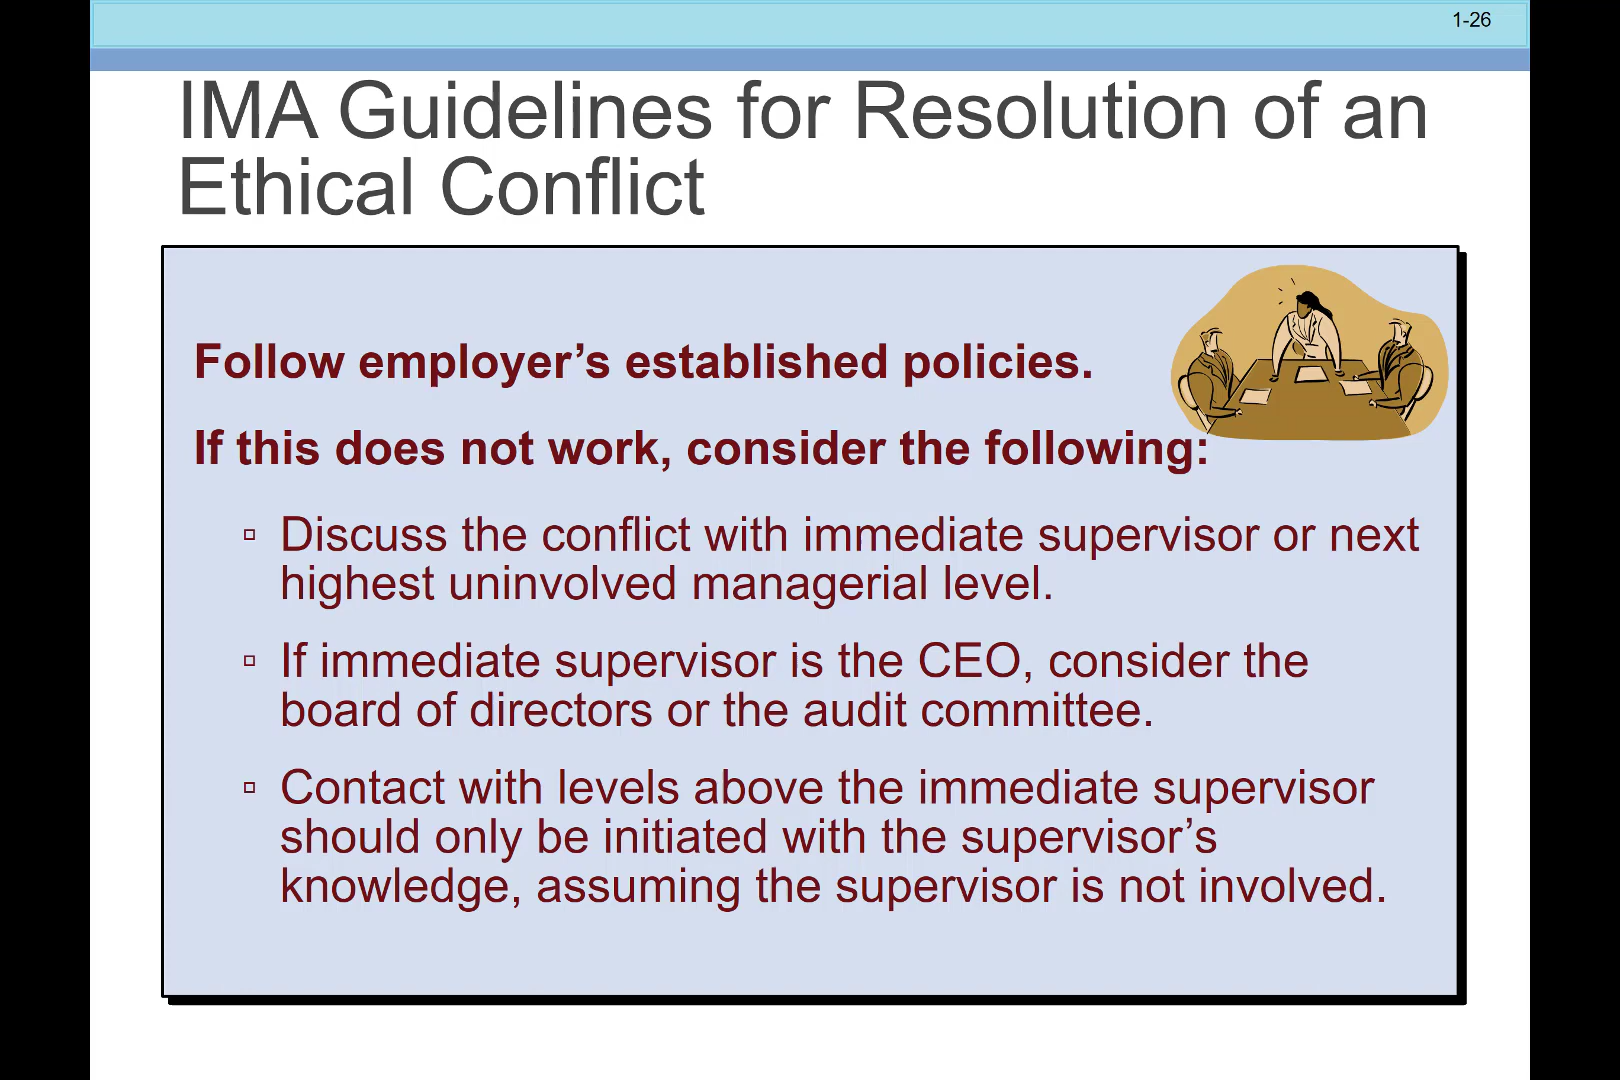 1-26
IMA Guidelines for Resolution of an
Ethical Conflict
Follow employer’s established policies.
If this does not work, consider the following:
▫ Discuss the conflict with immediate supervisor or next
highest uninvolved managerial level.
▫ If immediate supervisor is the CEO, consider the
board of directors or the audit committee.
▫ Contact with levels above the immediate supervisor
should only be initiated with the supervisor’s
knowledge, assuming the supervisor is not involved.